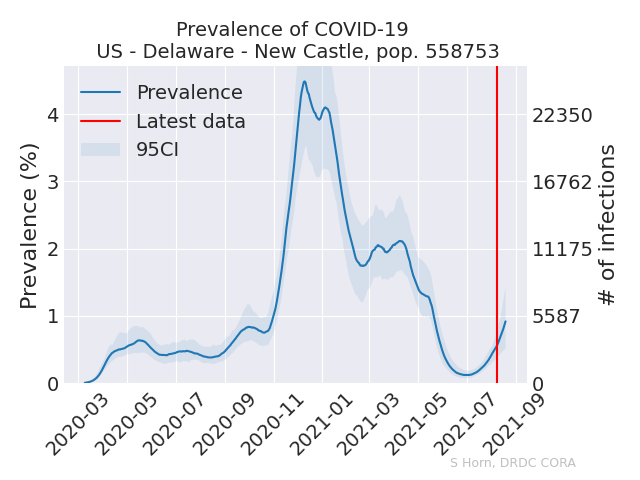 Prevalence of COVID-19
US - Delaware - New Castle, pop. 558753
Prevalence
Latest data
95CI
Prevalence (%)
4
3
2
1
0
22350
16762
11175
5587
0
# of infections
2020-03
2020-05
2020-07
2020-09
2020-11
2021-01
2021-03
2021-05
2021-07
2021-09
S Horn, DRDC CORA